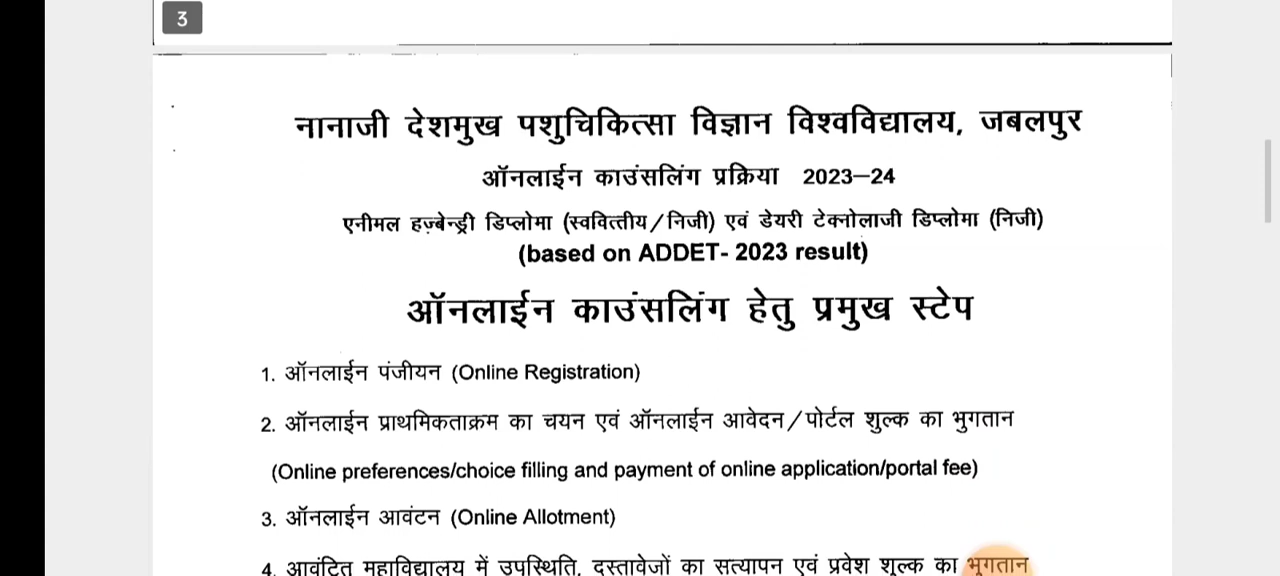 3
नानाजी देशमुख पशुचिकित्सा विज्ञान विश्वविद्यालय, जबलपुर
ऑनलाईन काउंसलिंग प्रक्रिया 2023–24
एनीमल हज़्बेन्ड्री डिप्लोमा (स्ववित्तीय/निजी) एवं डेयरी टेक्नोलाजी डिप्लोमा (निजी)
(based on ADDET- 2023 result)
ऑनलाईन काउंसलिंग हेतु प्रमुख स्टेप
1. ऑनलाईन पंजीयन (Online Registration)
2. ऑनलाईन प्राथमिकताक्रम का चयन एवं ऑनलाईन आवेदन/पोर्टल शुल्क का भुगतान
(Online preferences/choice filling and payment of online application/portal fee)
3. ऑनलाईन आवंटन (Online Allotment)
4. आवंटित महाविद्यालय में उपस्थिति, दस्तावेजों का सत्यापन एवं प्रवेश शुल्क का भुगतान